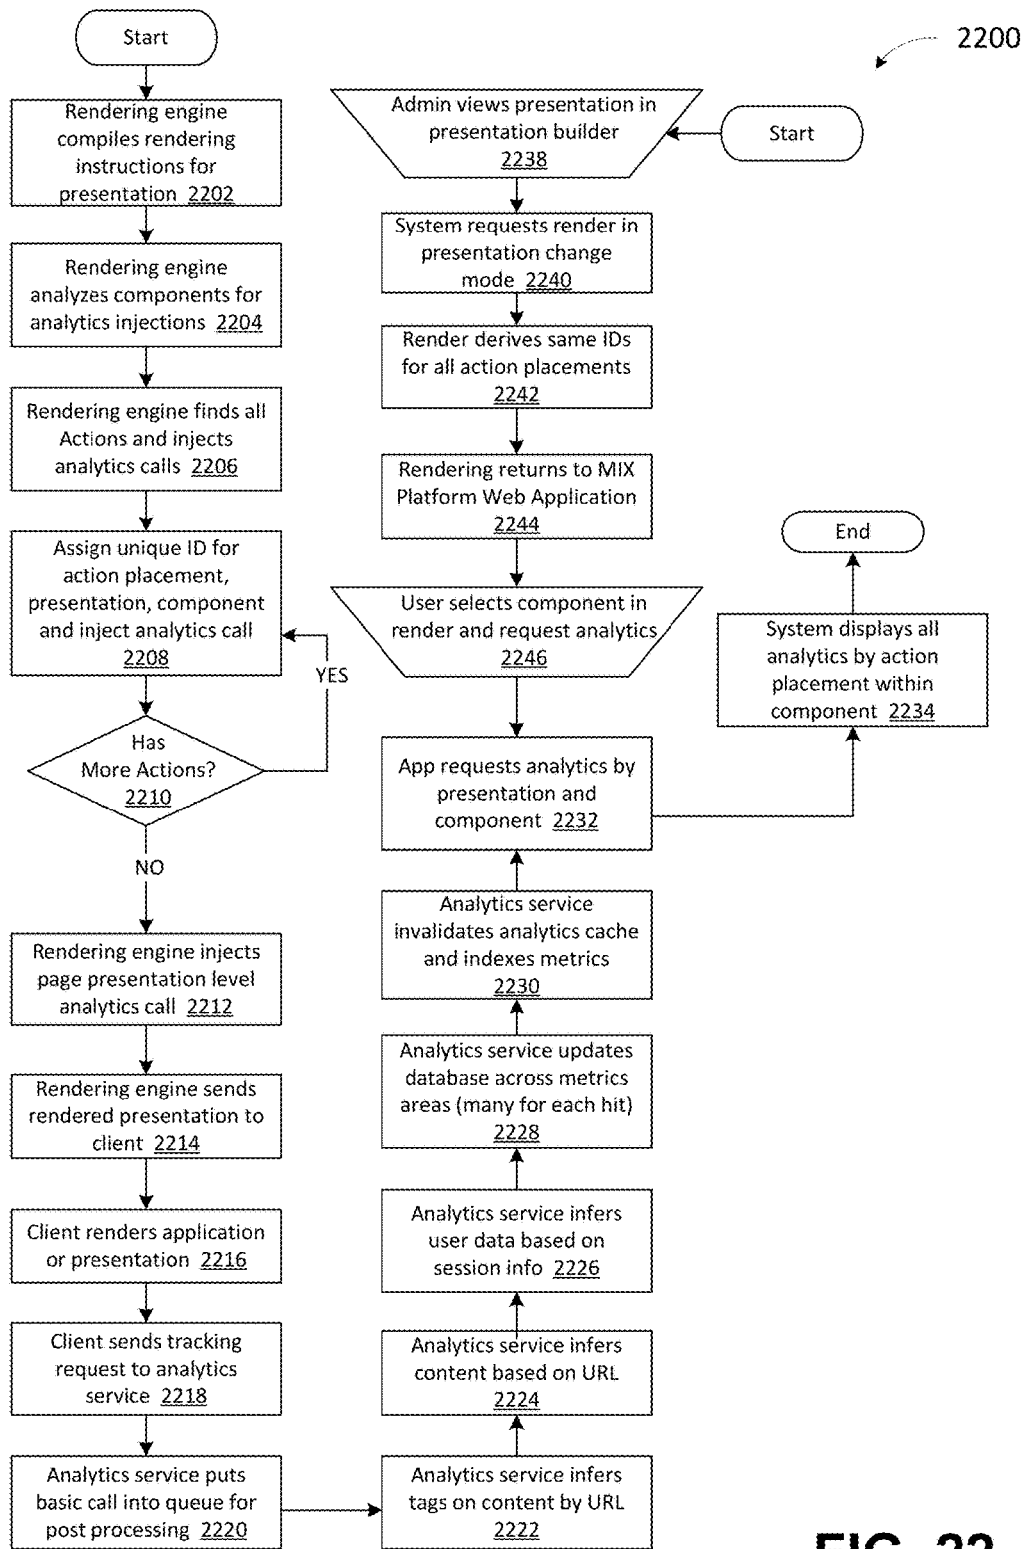 Start
Rendering engine
compiles rendering
instructions for
presentation 2202
Rendering engine
analyzes components for
analytics injections 2204
Rendering engine finds all
Actions and injects
analytics calls 2206
Assign unique ID for
action placement,
presentation, component
and inject analytics call
2208
YES
Has
More Actions?
2210
NO
Rendering engine injects
page presentation level
analytics call 2212
Rendering engine sends
rendered presentation to
client 2214
Client renders application
or presentation 2216
Client sends tracking
request to analytics
service 2218
Analytics service puts
basic call into queue for
post processing 2220
2200
Start
Admin views presentation in
presentation builder
2238
System requests render in
presentation change
mode 2240
Render derives same IDs
for all action placements
2242
Rendering returns to MIX
Platform Web Application
2244
User selects component in
render and request analytics
2246
App requests analytics by
presentation and
component 2232
Analytics service
invalidates analytics cache
and indexes metrics
2230
Analytics service updates
database across metrics
areas (many for each hit)
2228
Analytics service infers
user data based on
session info 2226
Analytics service infers
content based on URL
2224
Analytics service infers
tags on content by URL
2222
End
System displays all
analytics by action
placement within
component 2234
FIG. 22